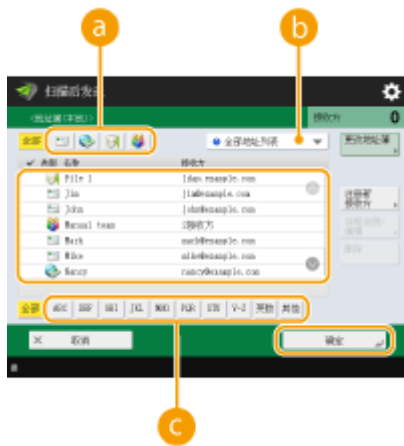 a
b
扫描后发
<地址簿(本地)>
接收方 0
全部
全部地址列表
更改地址簿
类别 名称 接收方
File 1
Jim
jim@example.com
John
john@example.com
Manual team
Mark
mark@example.com
Mike
mike@example.com
Nancy
nancy@example.com
注册新
接收方
删除
全部 ABC DEF GHI JKL MNO PQR STU V-Z 其他
× 取消
确定
c